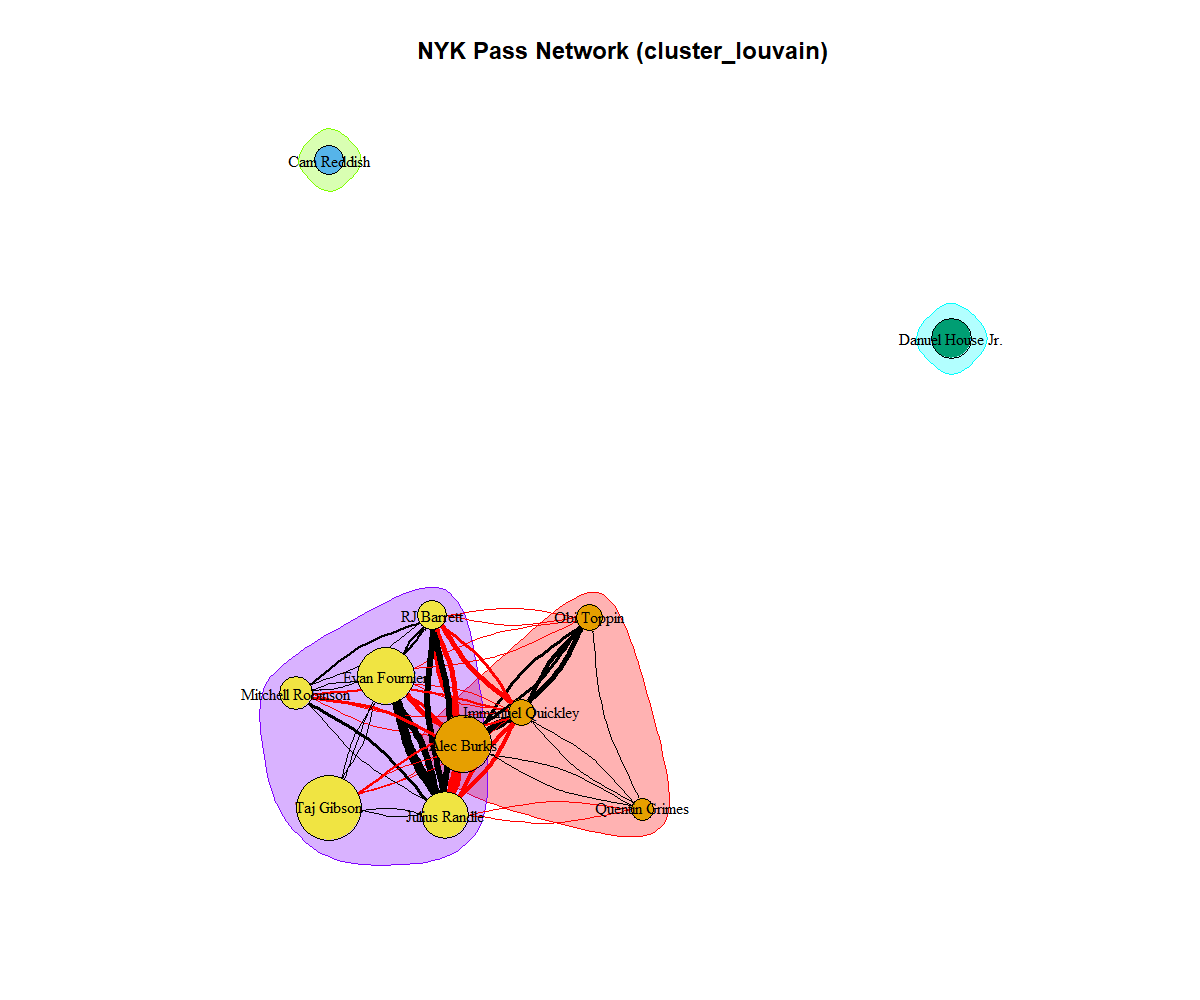 NYK Pass Network (cluster_louvain)
Cam Reddish
Danuel House Jr.
RJ Barrett
Obi Toppin
Evan Fournier
Mitchell Robinson
Immanuel Quickley
Alec Burks
Taj Gibson
Julius Randle
Quentin Grimes